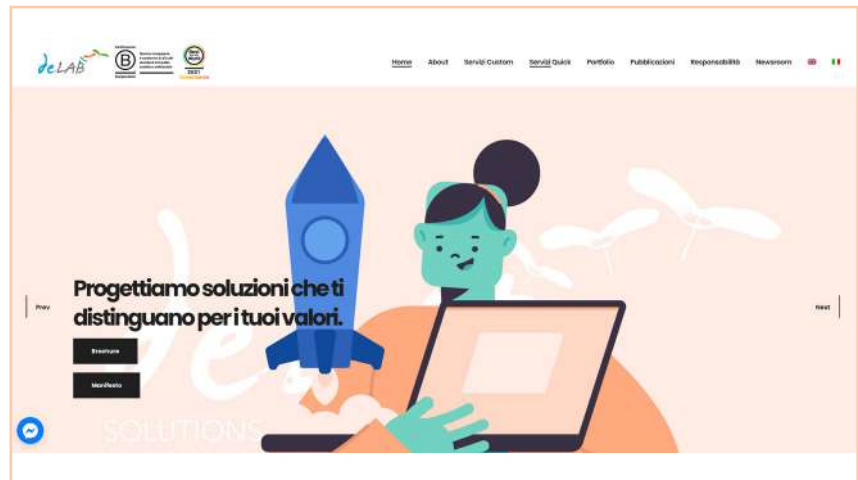 deLAB
B
2021
Home About Servizi Custom Servizi Quick Portfolio Pubblicazioni Responsabilità Newsroom
Progettiamo soluzioni che ti
distinguano per i tuoi valori.
Prev
Next
Brochure
Manifesto
de
SOLUTIONS